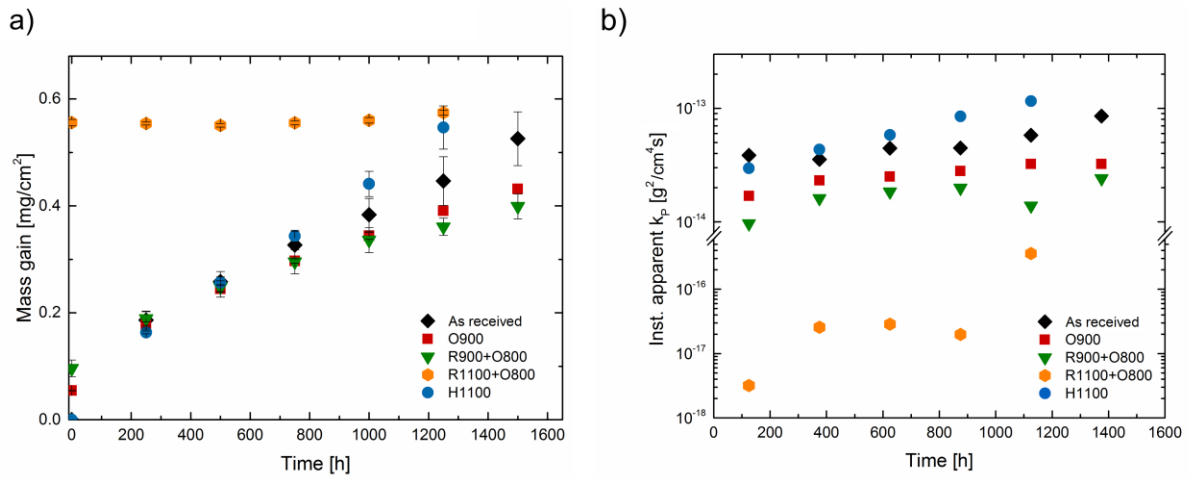 a)
Mass gain [mg/cm²]
0.6
0.4
0.2
0.0
0 200 400 600 800 1000 1200 1400 1600
Time [h]
As received
O900
R900+O800
R1100+O800
H1100
b)
Inst. apparent kₚ [g²/cm⁴s]
10⁻¹³
10⁻¹⁴
10⁻¹⁶
10⁻¹⁷
10⁻¹⁸
0 200 400 600 800 1000 1200 1400 1600
Time [h]
As received
O900
R900+O800
R1100+O800
H1100